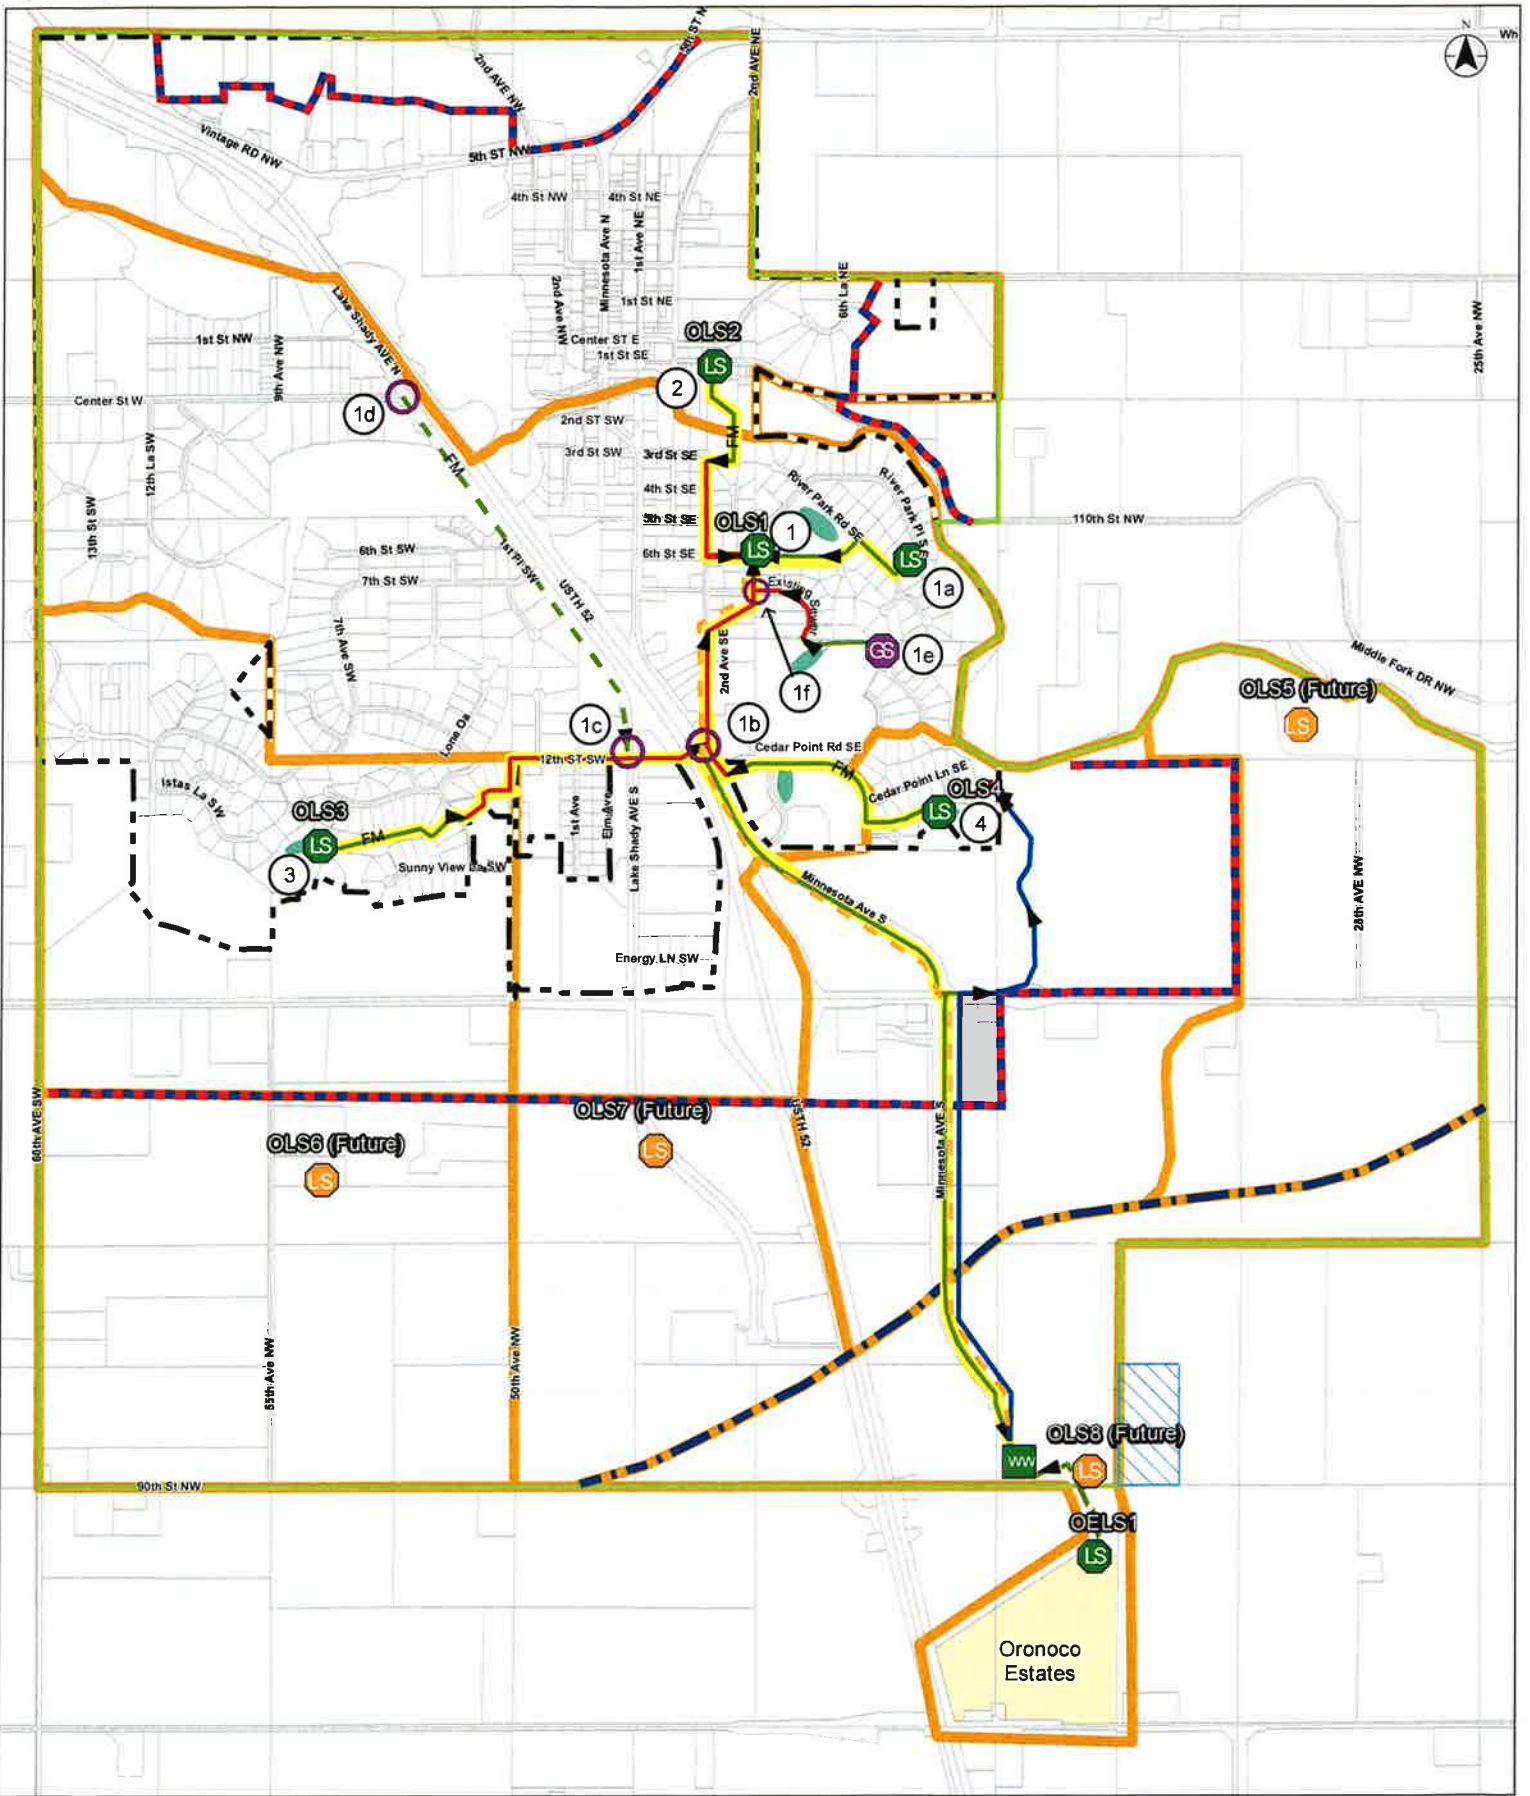 N
Wh
2nd AVE NW
5th ST N
2nd AVE NE
Vintage RD NW
5th ST NW
4th St NW
4th St NE
Minnesota Ave N
1st Ave NE
6th La NE
25th Ave NW
2nd Ave NW
1st St NE
Lake Shady AVE N
1st St NW
9th Ave NW
Center ST E
1st St SE
OLS2
LS
2
Center St W
1d
2nd ST SW
FM
12th La SW
3rd St SW
3rd St SE
FM
4th St SE
River Park Rd SE
River Park Pl SE
13th St SW
5th St SE
OLS1
1
110th St NW
6th St SW
1st Pl SW
6th St SE
LS
LS
7th St SW
USTH 52
Existing Sewer
1a
7th Ave SW
2nd Ave SE
GS
1e
Middle Fork DR NW
1f
OLS5 (Future)
LS
Lone Oa
1c
1b
12th ST SW
Cedar Point Rd SE
FM
Istas La SW
Cedar Point Ln SE
OLS4
LS
4
OLS3
LS
FM
1st Ave
Elm Ave
Lake Shady AVE S
3
Sunny View La SW
Minnesota Ave S
28th AVE NW
Energy LN SW
60th AVE SW
OLS7 (Future)
LS
USTH 52
OLS6 (Future)
LS
Minnesota AVE S
55th Ave NW
50th Ave NW
OLS8 (Future)
WW
LS
90th St NW
OELS1
LS
Oronoco
Estates